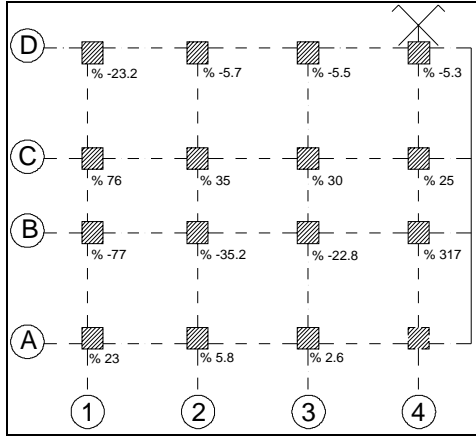 D
% -23.2 % -5.7 % -5.5 % -5.3
C
% 76 % 35 % 30 % 25
B
% -77 % -35.2 % -22.8 % 317
A
% 23 % 5.8 % 2.6
1 2 3 4